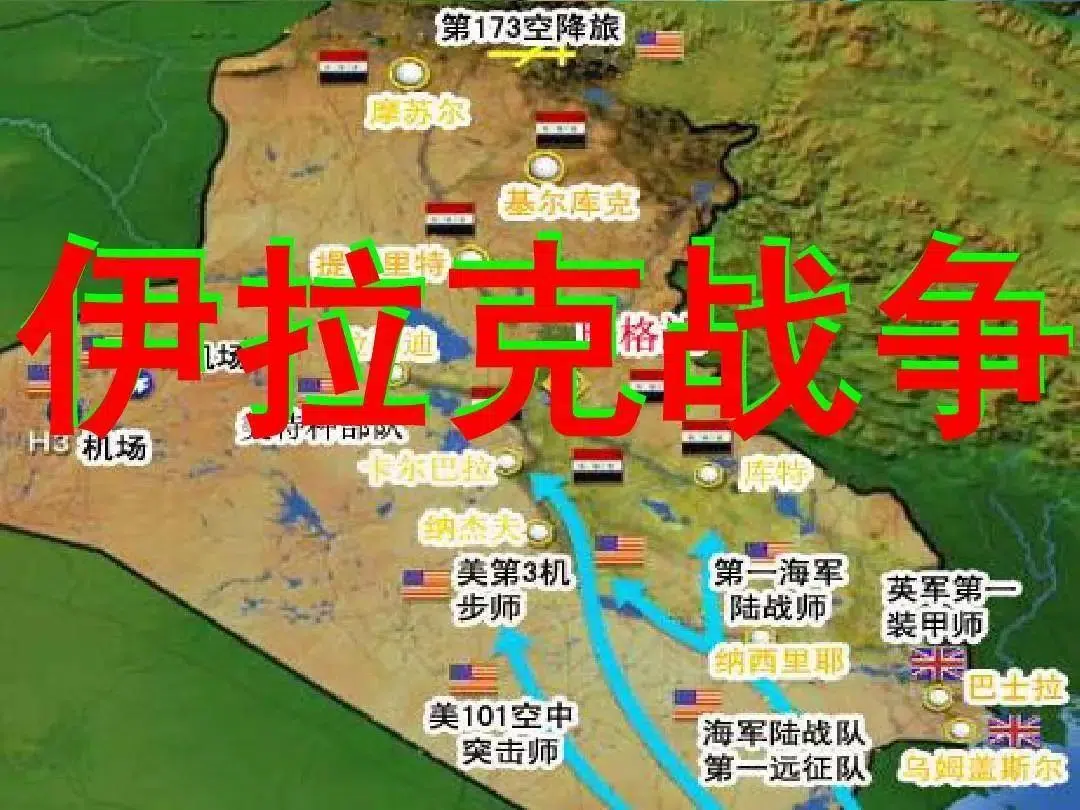 第173空降旅
摩苏尔
基尔库克
提 里特
伊拉克战争
迪
格
机场
H3 机场
特种部队
卡尔巴拉
库特
纳杰夫
美第3机
步师
第一海军
陆战师
英军第一
装甲师
纳西里耶
巴士拉
美101空中
突击师
海军陆战队
第一远征队
乌姆盖斯尔